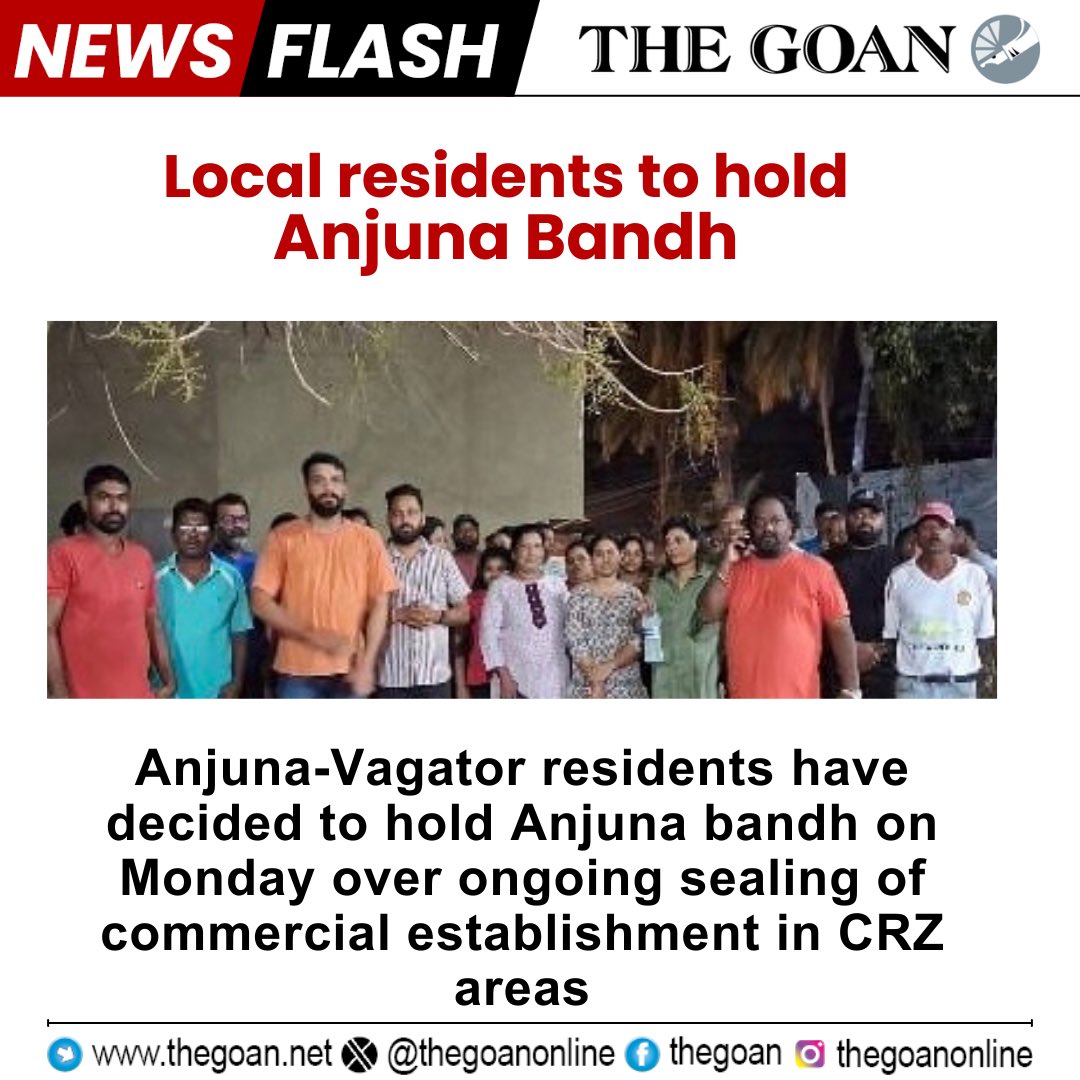 NEWS FLASH THE GOAN
Local residents to hold
Anjuna Bandh
Anjuna-Vagator residents have
decided to hold Anjuna bandh on
Monday over ongoing sealing of
commercial establishment in CRZ
areas
www.thegoan.net @thegoanonline thegoan thegoanonline